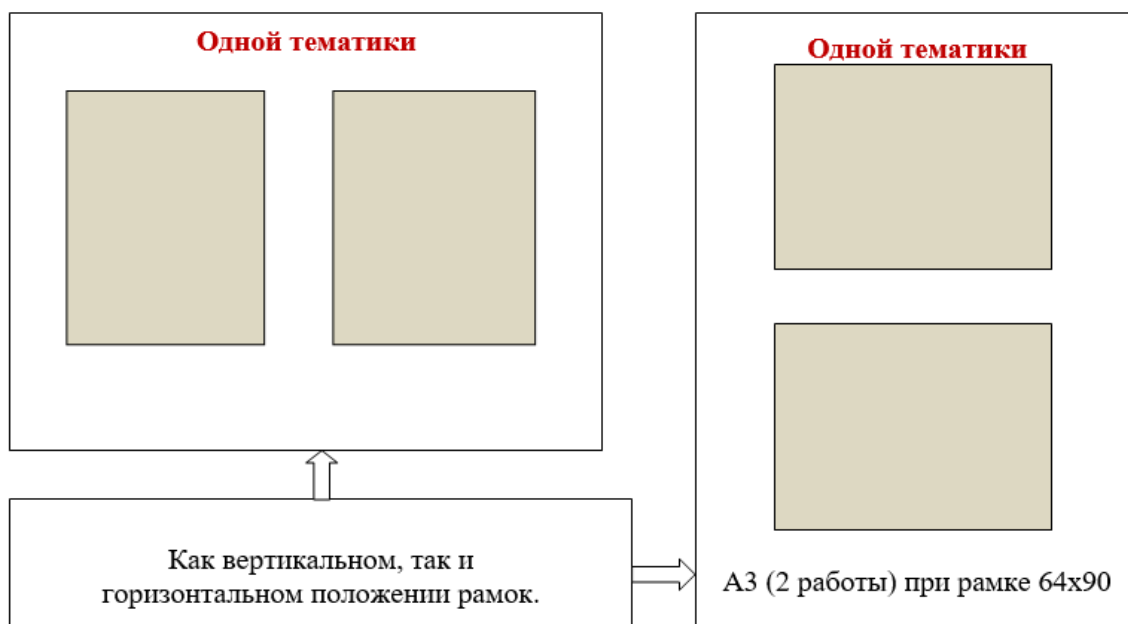 Одной тематики
Одной тематики
Как вертикальном, так и
горизонтальном положении рамок.
А3 (2 работы) при рамке 64х90